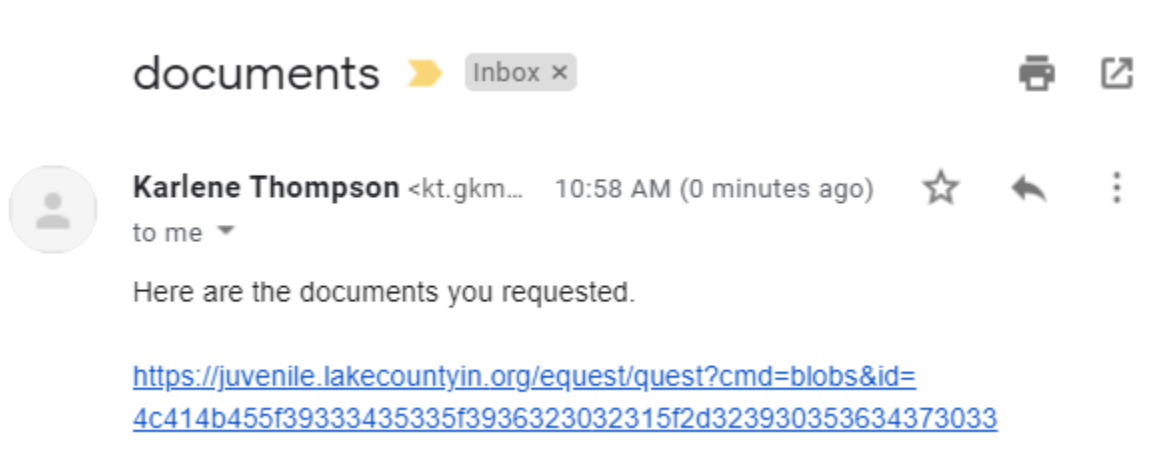 documents Inbox ×
Karlene Thompson <kt.gkm... 10:58 AM (0 minutes ago)
to me
Here are the documents you requested.
https://juvenile.lakecountyin.org/equest/quest?cmd=blobs&id=
4c414b455f39333435335f3936323032315f2d323930353634373033